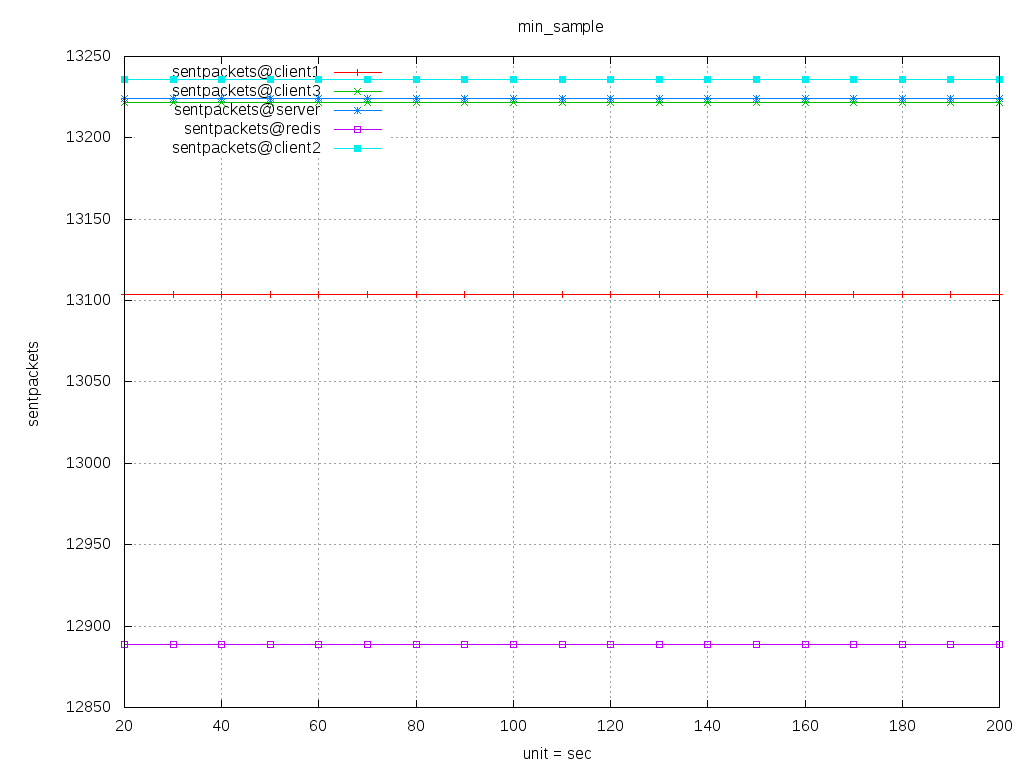 min_sample
13250
13200
13150
13100
13050
13000
12950
12900
12850
sentpackets
sentpackets@client1
sentpackets@client3
sentpackets@server
sentpackets@redis
sentpackets@client2
20 40 60 80 100 120 140 160 180 200
unit = sec